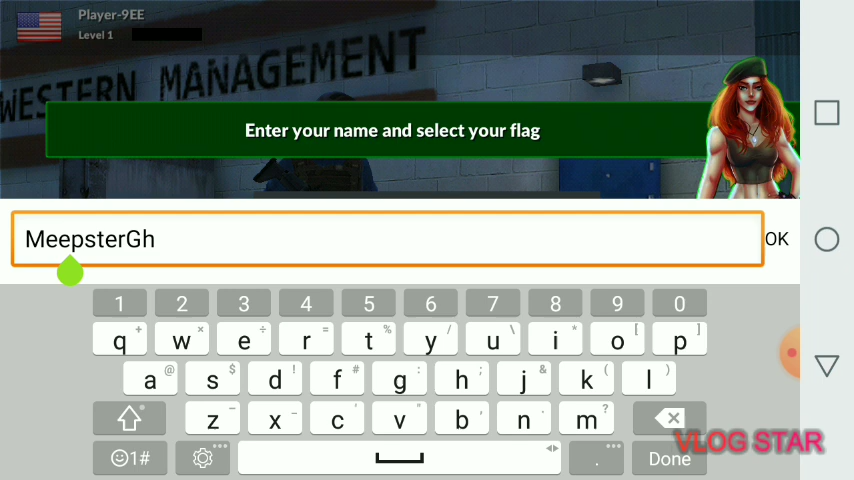 Player-9EE
Level 1
WESTERN MANAGEMENT
Enter your name and select your flag
MeepsterGh
OK
1 2 3 4 5 6 7 8 9 0
q + w × e ÷ r = t % y / u \ i * o [ p ]
a @ s $ d ! f # g : h ; j & k ( l )
z - x _ c ' v " b , n . m ?
1#
.
Done
VLOG STAR